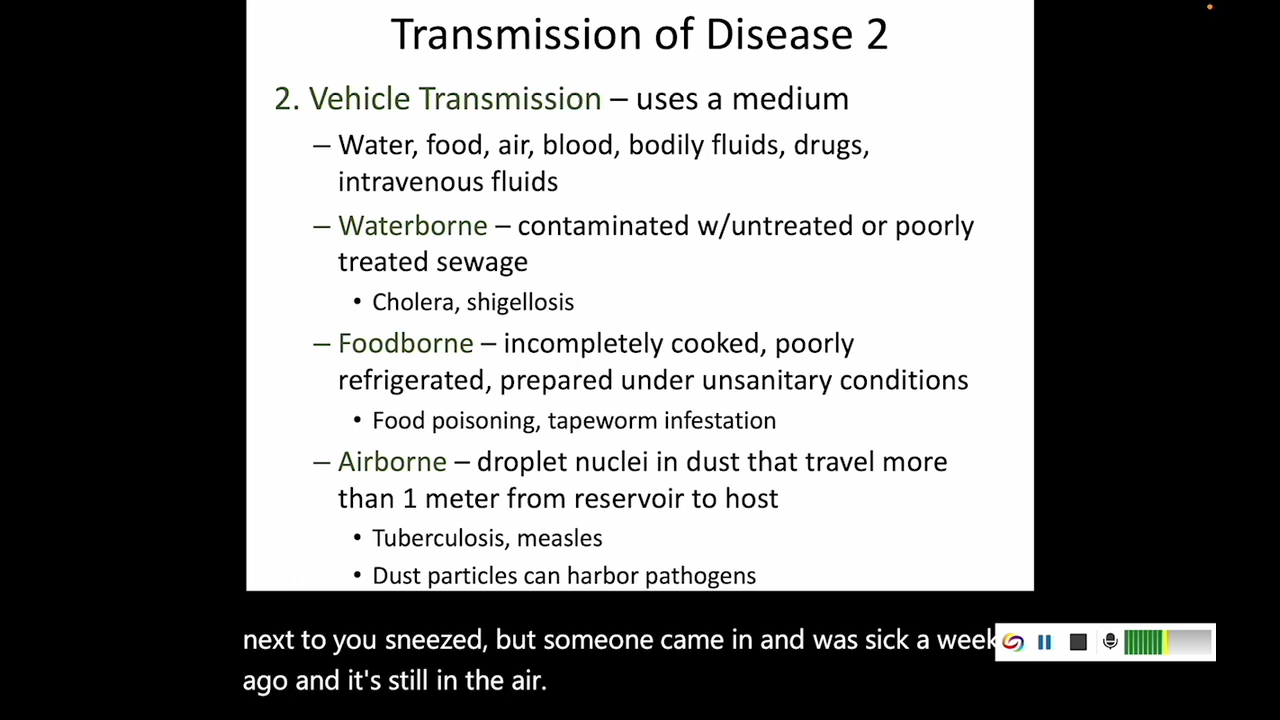 Transmission of Disease 2
2. Vehicle Transmission – uses a medium
– Water, food, air, blood, bodily fluids, drugs,
intravenous fluids
– Waterborne – contaminated w/untreated or poorly
treated sewage
• Cholera, shigellosis
– Foodborne – incompletely cooked, poorly
refrigerated, prepared under unsanitary conditions
• Food poisoning, tapeworm infestation
– Airborne – droplet nuclei in dust that travel more
than 1 meter from reservoir to host
• Tuberculosis, measles
• Dust particles can harbor pathogens
next to you sneezed, but someone came in and was sick a week
ago and it's still in the air.